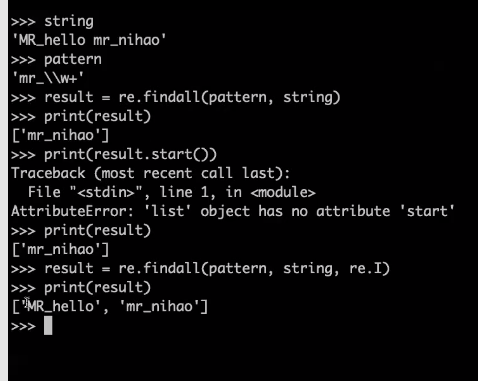 >>> string
'MR_hello mr_nihao'
>>> pattern
'mr_\\w+'
>>> result = re.findall(pattern, string)
>>> print(result)
['mr_nihao']
>>> print(result.start())
Traceback (most recent call last):
  File "<stdin>", line 1, in <module>
AttributeError: 'list' object has no attribute 'start'
>>> print(result)
['mr_nihao']
>>> result = re.findall(pattern, string, re.I)
>>> print(result)
['MR_hello', 'mr_nihao']
>>>